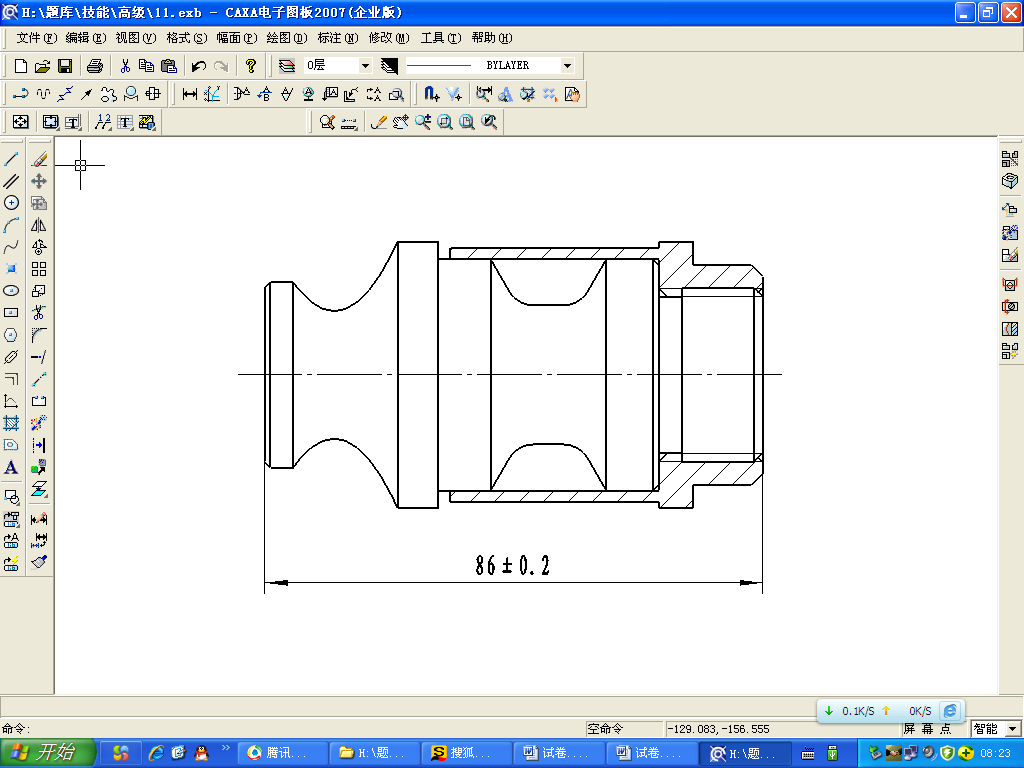 H:\题库\技能\高级\11.exb - CAXA电子图板2007(企业版)
文件(F) 编辑(E) 视图(V) 格式(S) 幅面(P) 绘图(D) 标注(N) 修改(M) 工具(T) 帮助(H)
0层 BYLAYER
86±0.2
0.1K/S 0K/S
命令: 空命令 -129.083,-156.555 屏幕点 智能
开始 腾讯... H:\题... 搜狐... 试卷... 试卷... H:\题... 08:23